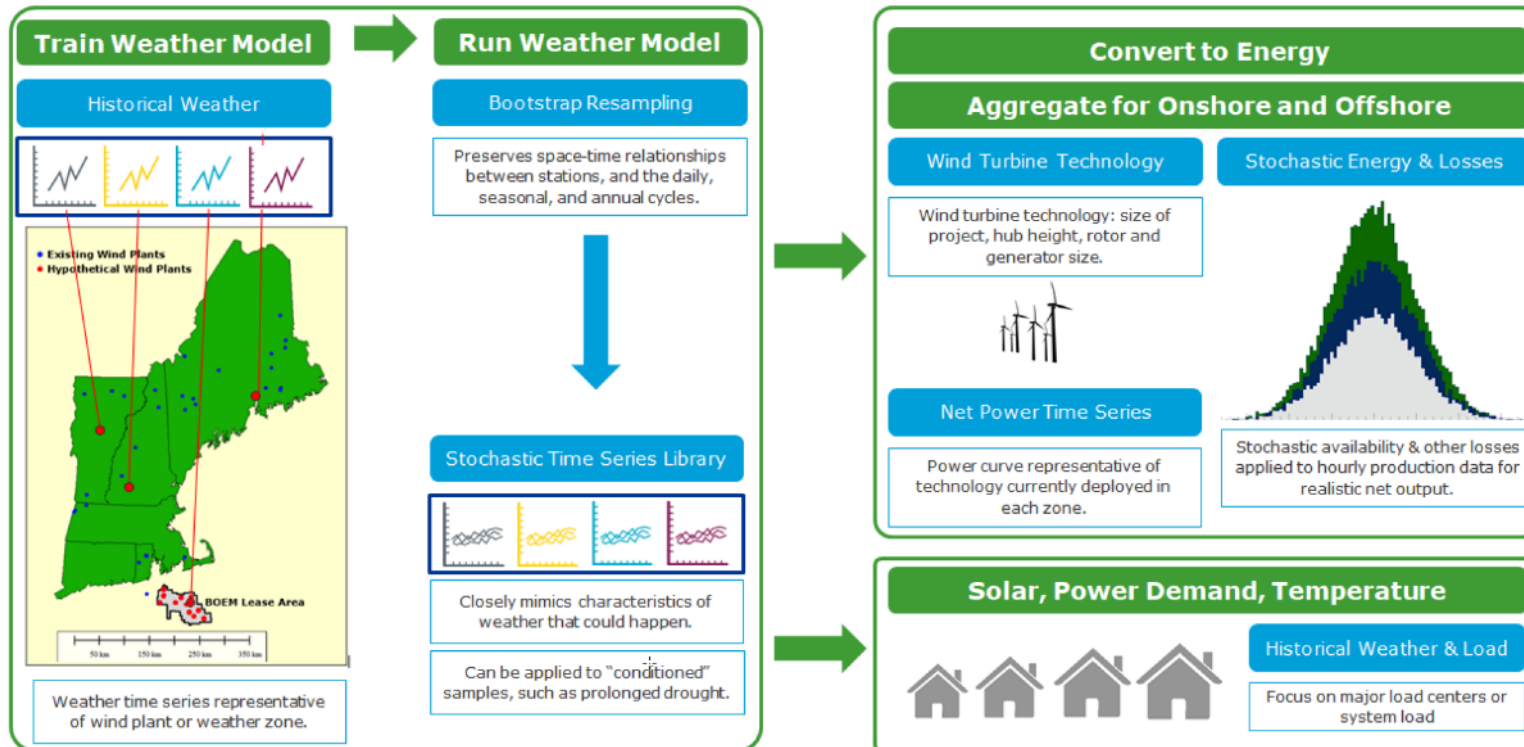 Train Weather Model
Historical Weather
• Existing Wind Plants
• Hypothetical Wind Plants
BOEM Lease Area
50 km 150 km 250 km 350 km
Weather time series representative
of wind plant or weather zone.
Run Weather Model
Bootstrap Resampling
Preserves space-time relationships
between stations, and the daily,
seasonal, and annual cycles.
Stochastic Time Series Library
Closely mimics characteristics of
weather that could happen.
Can be applied to “conditioned”
samples, such as prolonged drought.
Convert to Energy
Aggregate for Onshore and Offshore
Wind Turbine Technology
Wind turbine technology: size of
project, hub height, rotor and
generator size.
Net Power Time Series
Power curve representative of
technology currently deployed in
each zone.
Stochastic Energy & Losses
Stochastic availability & other losses
applied to hourly production data for
realistic net output.
Solar, Power Demand, Temperature
Historical Weather & Load
Focus on major load centers or
system load